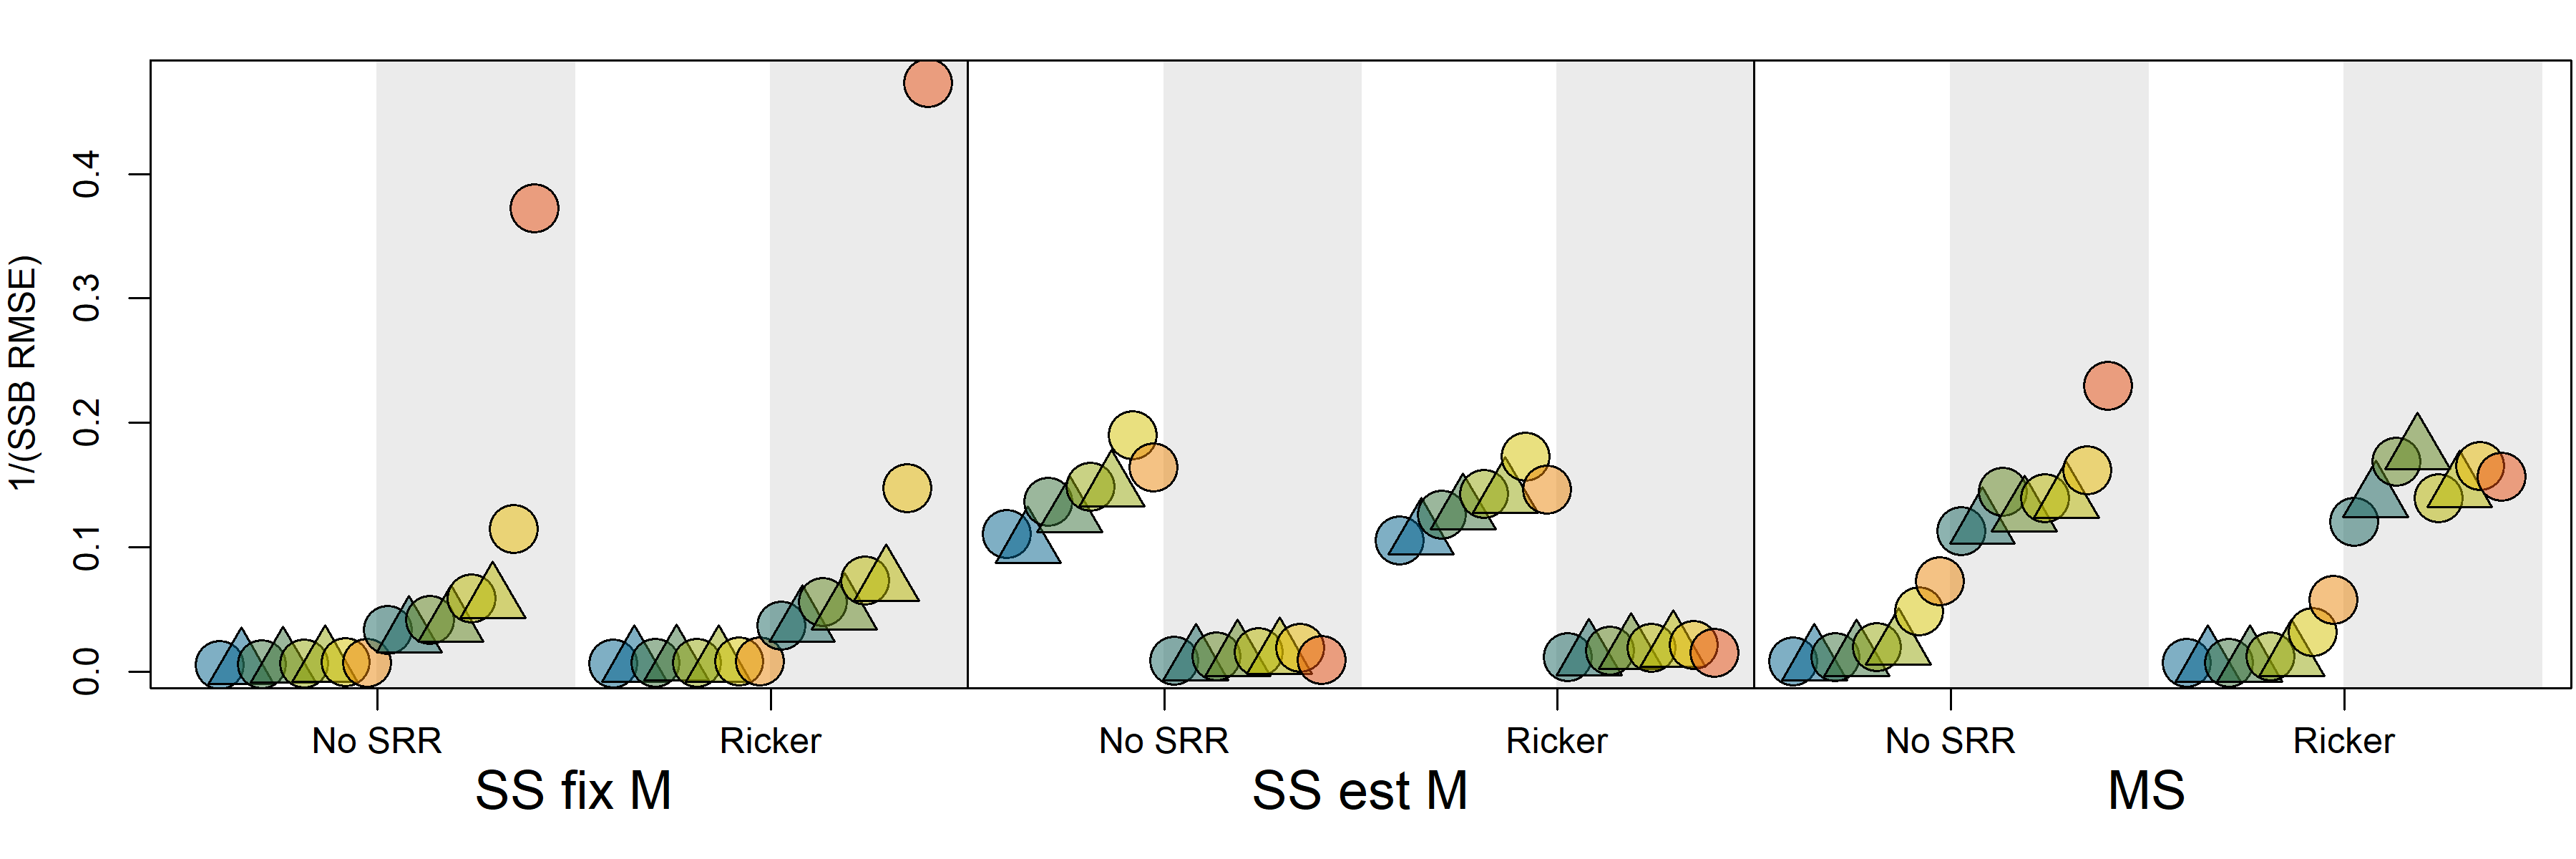 1/(SSB RMSE)
0.4
0.3
0.2
0.1
0.0
No SRR Ricker No SRR Ricker No SRR Ricker
SS fix M SS est M MS